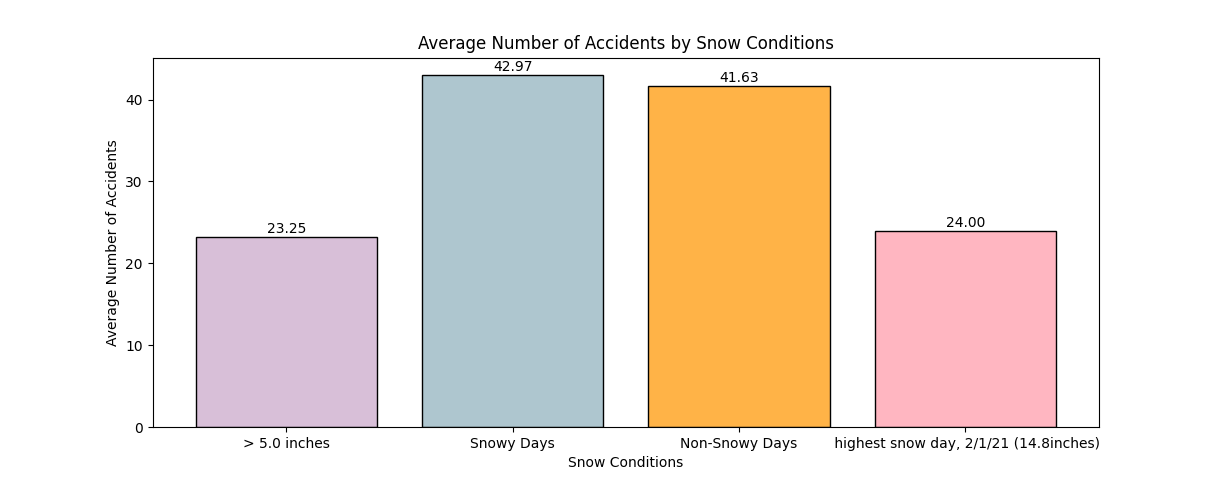 Average Number of Accidents by Snow Conditions
Average Number of Accidents
40
30
20
10
0
23.25
42.97
41.63
24.00
> 5.0 inches
Snowy Days
Non-Snowy Days
highest snow day, 2/1/21 (14.8inches)
Snow Conditions